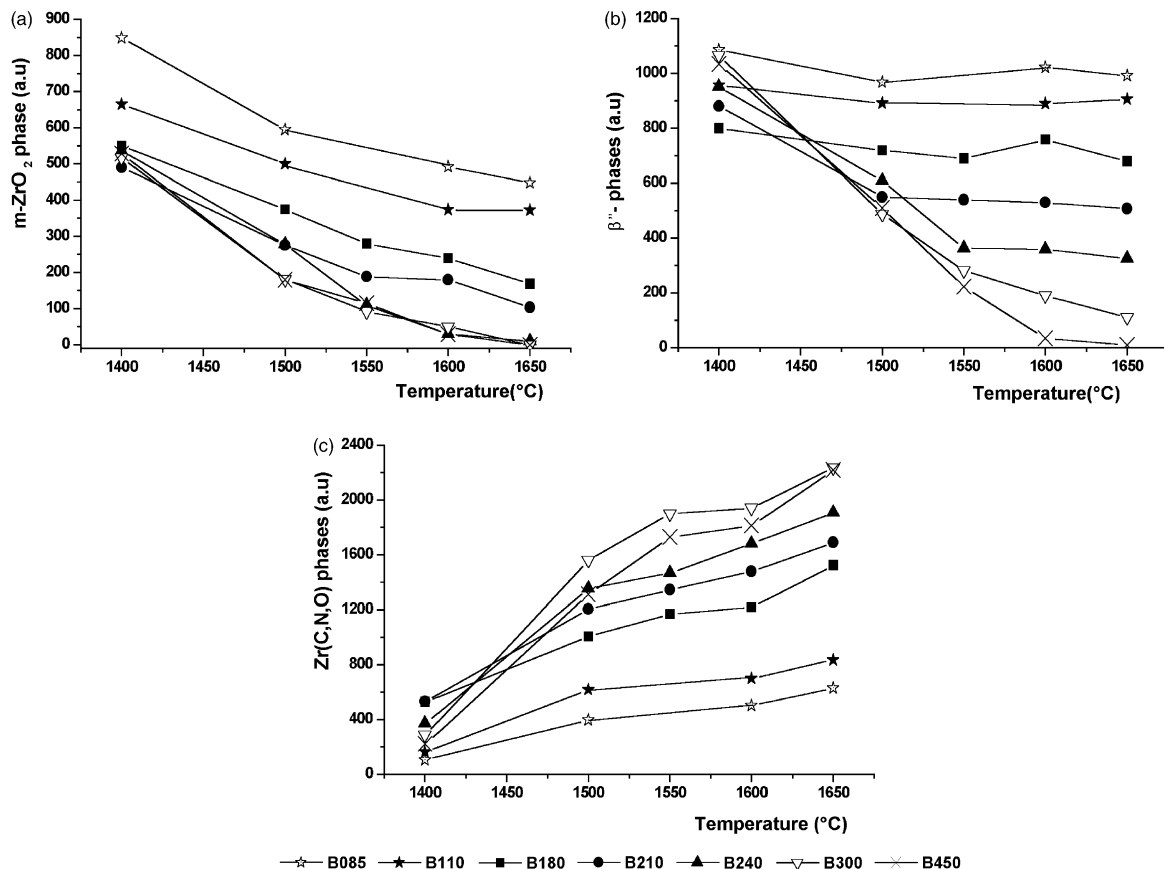 (a)
900
800
700
600
500
400
300
200
100
0
m-ZrO2 phase (a.u)
1400 1450 1500 1550 1600 1650
Temperature(°C)
(b)
1200
1000
800
600
400
200
0
β"'- phases (a.u)
1400 1450 1500 1550 1600 1650
Temperature(°C)
(c)
2400
2000
1600
1200
800
400
0
Zr(C,N,O) phases (a.u)
1400 1450 1500 1550 1600 1650
Temperature (°C)
B085 B110 B180 B210 B240 B300 B450